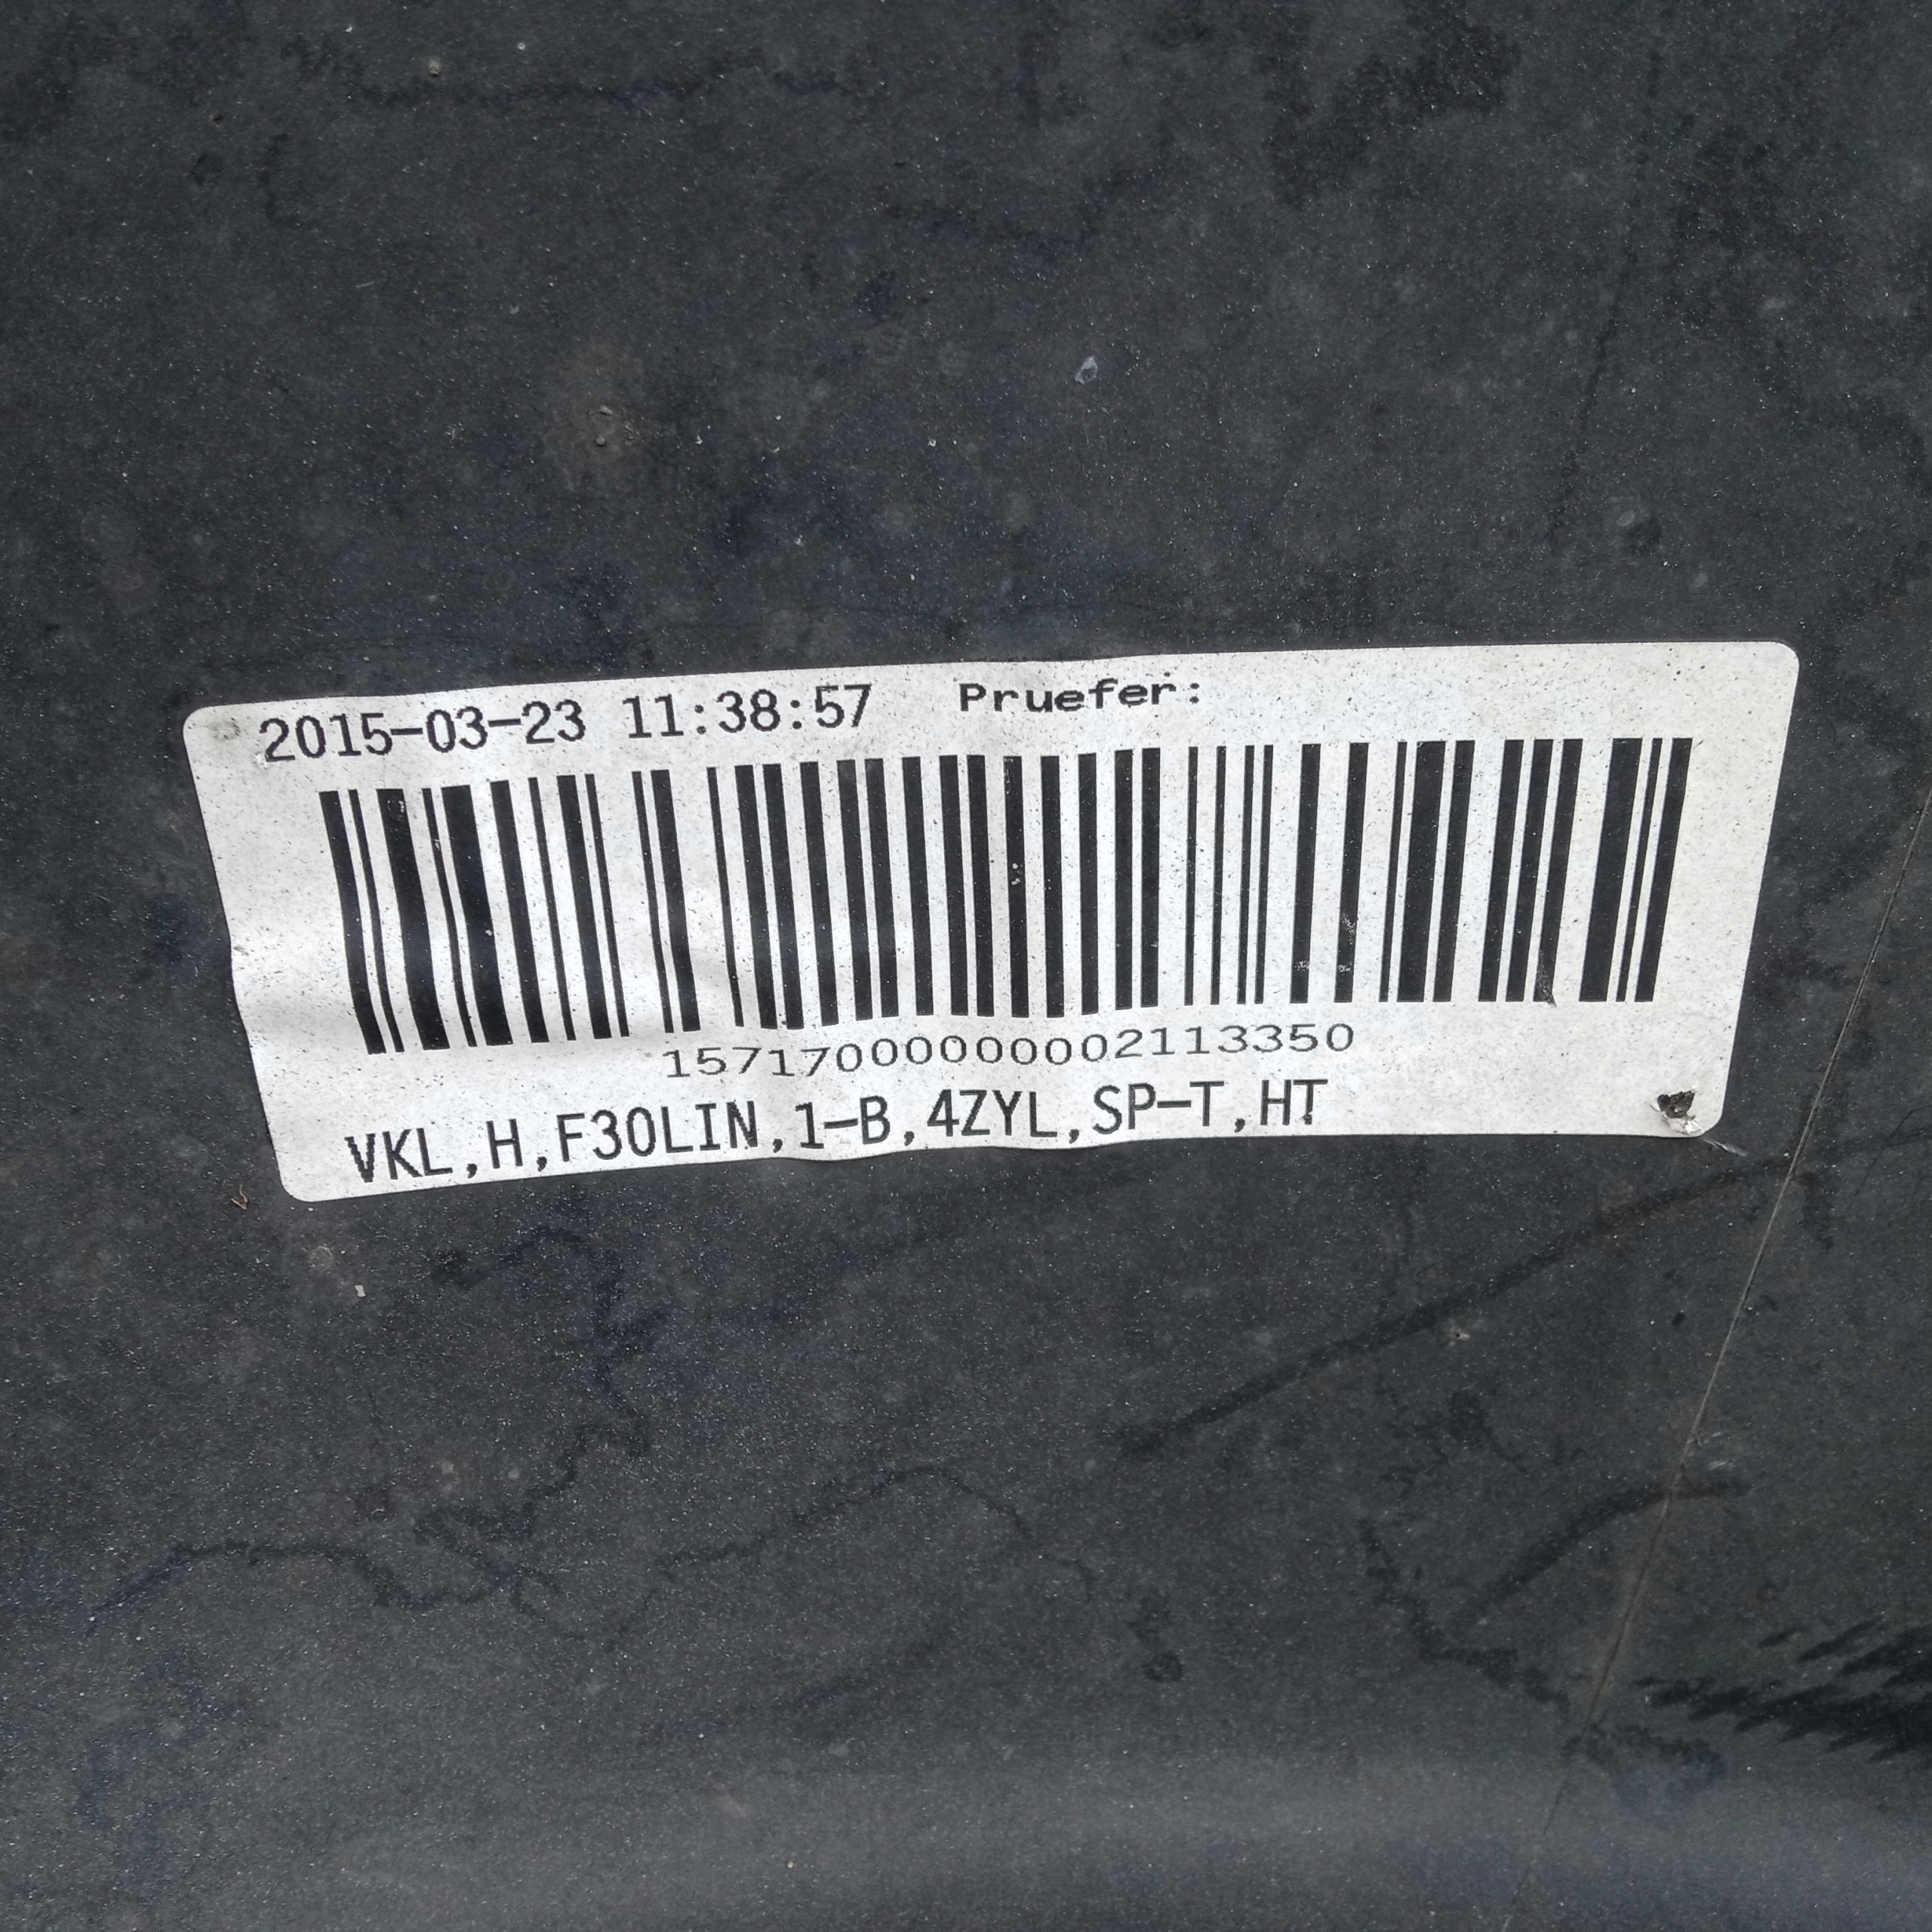 2015-03-23 11:38:57 Pruefer:
157170000000002113350
VKL,H,F30LIN,1-B,4ZYL,SP-T,HT